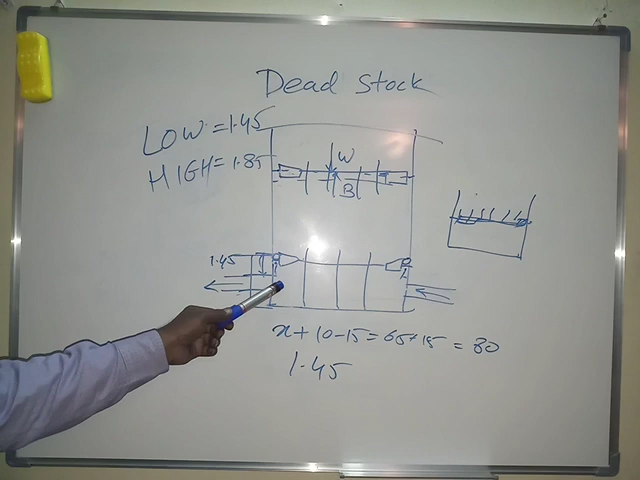 Dead Stock
LOW = 1.45
HIGH = 1.85
W
B
1.45
x + 10 - 15 = 65 + 15 = 80
1.45